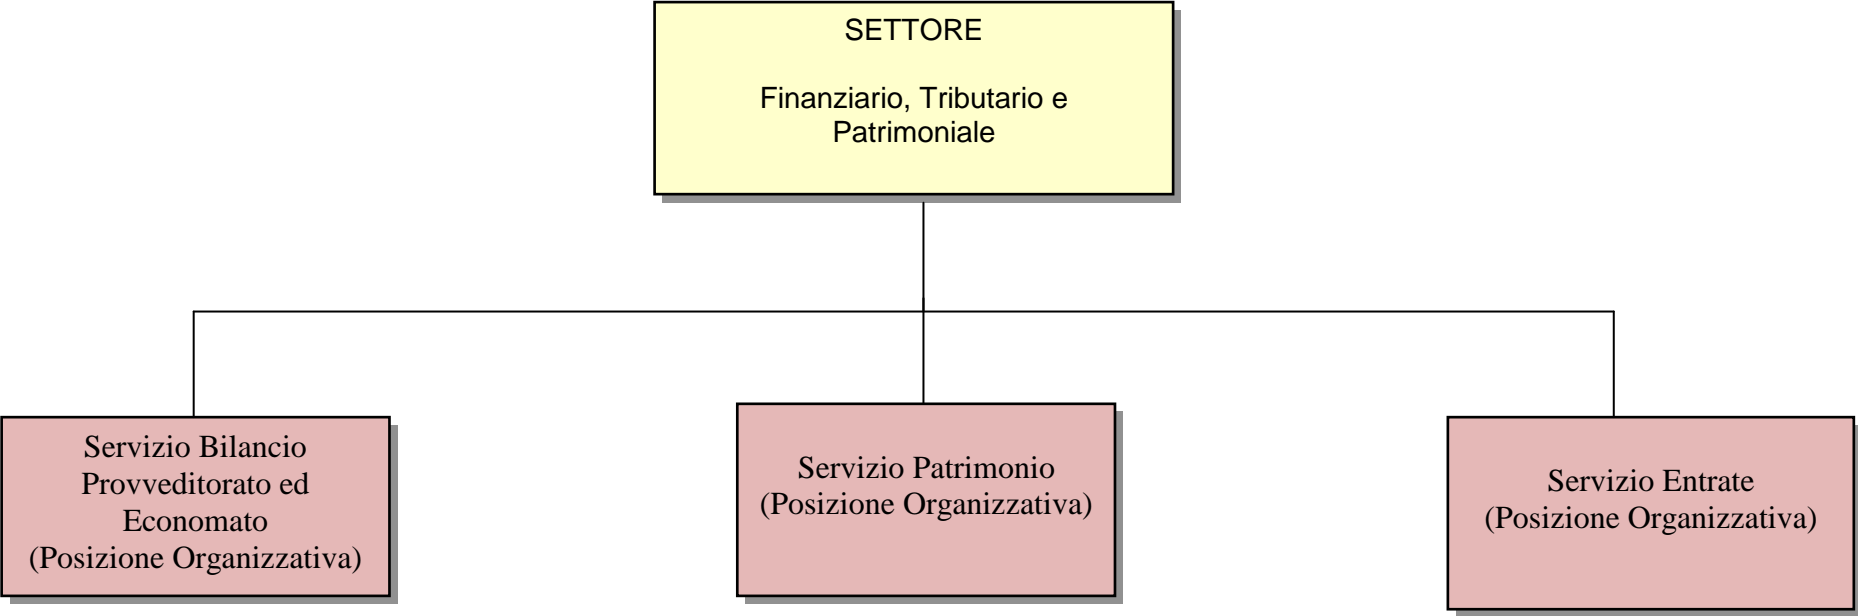 SETTORE
Finanziario, Tributario e
Patrimoniale
Servizio Bilancio
Provveditorato ed
Economato
(Posizione Organizzativa)
Servizio Patrimonio
(Posizione Organizzativa)
Servizio Entrate
(Posizione Organizzativa)